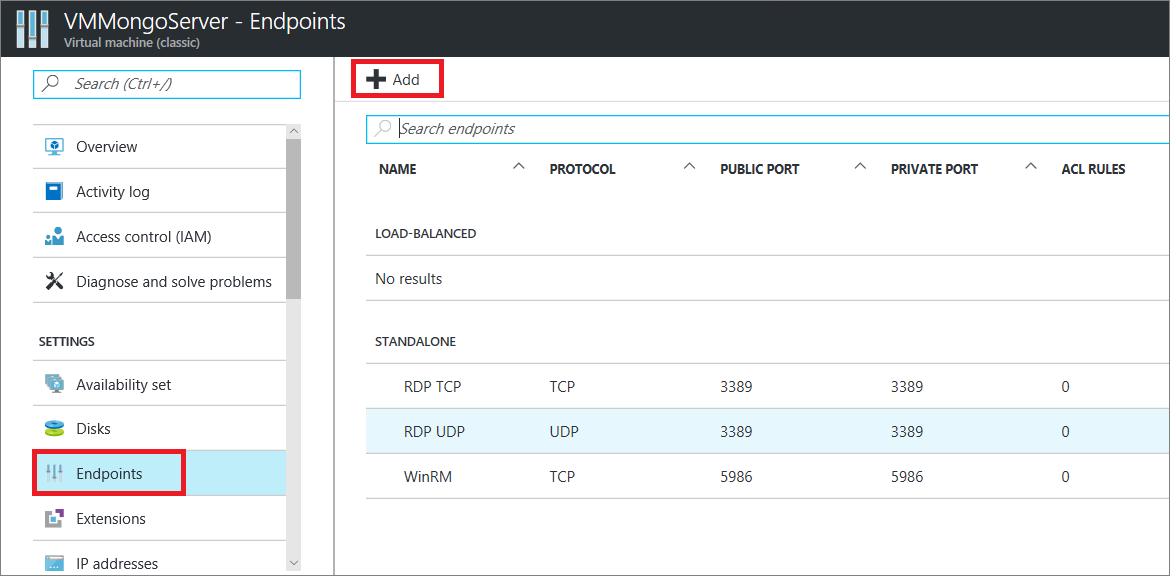 VMMongoServer - Endpoints
Virtual machine (classic)
Search (Ctrl+/)
Overview
Activity log
Access control (IAM)
Diagnose and solve problems
SETTINGS
Availability set
Disks
Endpoints
Extensions
IP addresses
Add
Search endpoints
NAME PROTOCOL PUBLIC PORT PRIVATE PORT ACL RULES
LOAD-BALANCED
No results
STANDALONE
RDP TCP TCP 3389 3389 0
RDP UDP UDP 3389 3389 0
WinRM TCP 5986 5986 0